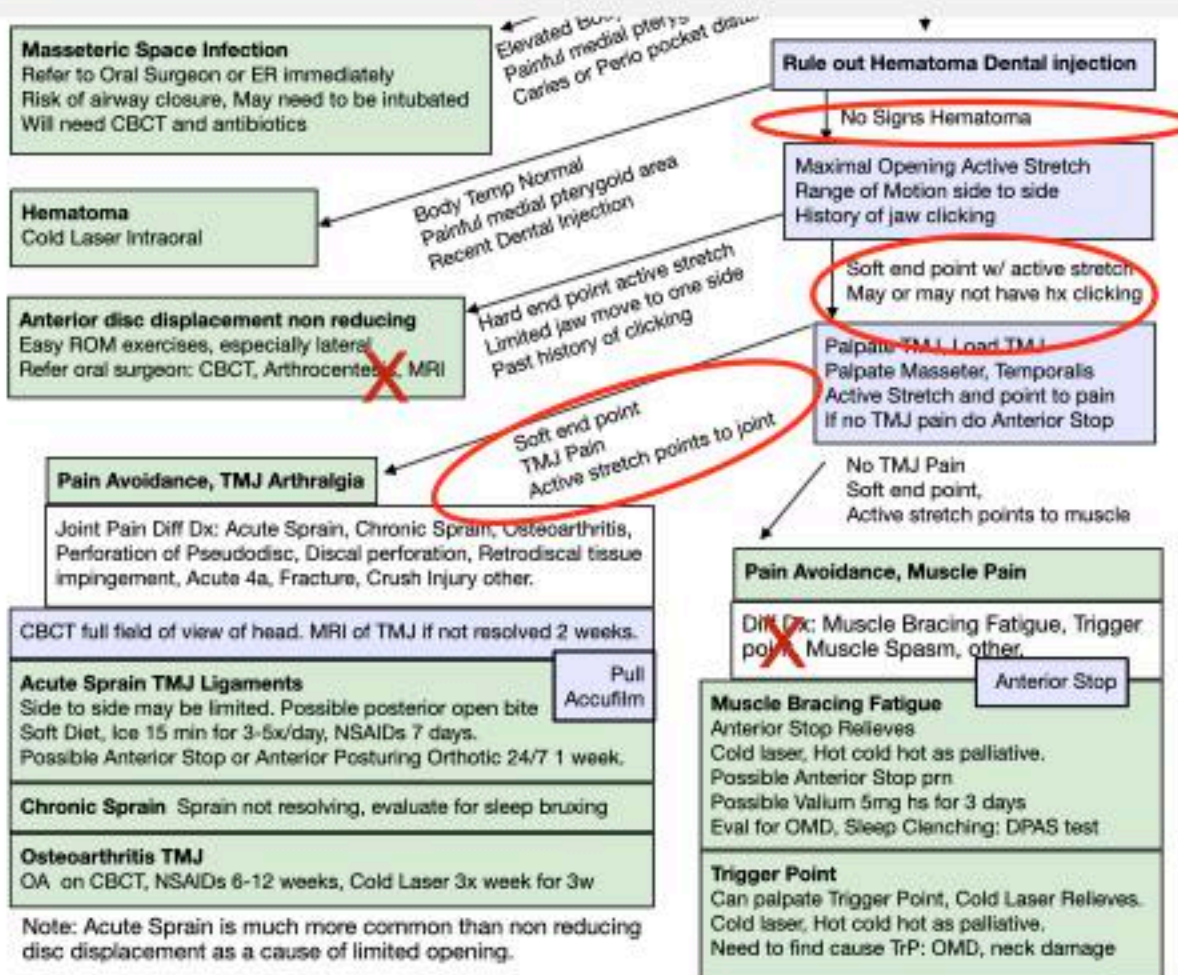 Elevated Body
Painful medial pteryg
Caries or Perio pocket distal
Masseteric Space Infection
Refer to Oral Surgeon or ER immediately
Risk of airway closure, May need to be intubated
Will need CBCT and antibiotics
Rule out Hematoma Dental injection
No Signs Hematoma
Maximal Opening Active Stretch
Range of Motion side to side
History of jaw clicking
Body Temp Normal
Painful medial pterygoid area
Recent Dental Injection
Hematoma
Cold Laser Intraoral
Soft end point w/ active stretch
May or may not have hx clicking
Hard end point active stretch
Limited jaw move to one side
Past history of clicking
Anterior disc displacement non reducing
Easy ROM exercises, especially lateral
Refer oral surgeon: CBCT, Arthrocentesis, MRI
Palpate TMJ, Load TMJ
Palpate Masseter, Temporalis
Active Stretch and point to pain
If no TMJ pain do Anterior Stop
Soft end point
TMJ Pain
Active stretch points to joint
No TMJ Pain
Soft end point,
Active stretch points to muscle
Pain Avoidance, TMJ Arthralgia
Joint Pain Diff Dx: Acute Sprain, Chronic Sprain, Osteoarthritis,
Perforation of Pseudodisc, Discal perforation, Retrodiscal tissue
impingement, Acute 4a, Fracture, Crush Injury other.
CBCT full field of view of head. MRI of TMJ if not resolved 2 weeks.
Pull
Accufilm
Acute Sprain TMJ Ligaments
Side to side may be limited. Possible posterior open bite
Soft Diet, Ice 15 min for 3-5x/day, NSAIDs 7 days.
Possible Anterior Stop or Anterior Posturing Orthotic 24/7 1 week.
Chronic Sprain Sprain not resolving, evaluate for sleep bruxing
Osteoarthritis TMJ
OA on CBCT, NSAIDs 6-12 weeks, Cold Laser 3x week for 3w
Note: Acute Sprain is much more common than non reducing
disc displacement as a cause of limited opening.
Pain Avoidance, Muscle Pain
Diff Dx: Muscle Bracing Fatigue, Trigger
point, Muscle Spasm, other.
Anterior Stop
Muscle Bracing Fatigue
Anterior Stop Relieves
Cold laser, Hot cold hot as palliative.
Possible Anterior Stop prn
Possible Valium 5mg hs for 3 days
Eval for OMD, Sleep Clenching: DPAS test
Trigger Point
Can palpate Trigger Point, Cold Laser Relieves.
Cold laser, Hot cold hot as palliative.
Need to find cause TrP: OMD, neck damage